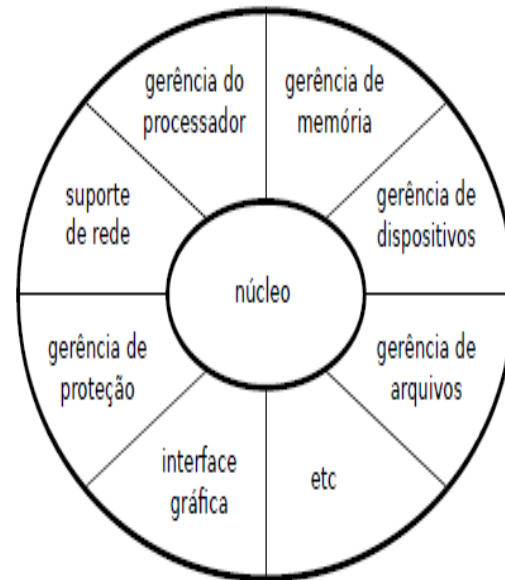 gerência do
processador
gerência de
memória
suporte
de rede
gerência de
dispositivos
núcleo
gerência de
proteção
gerência de
arquivos
interface
gráfica
etc